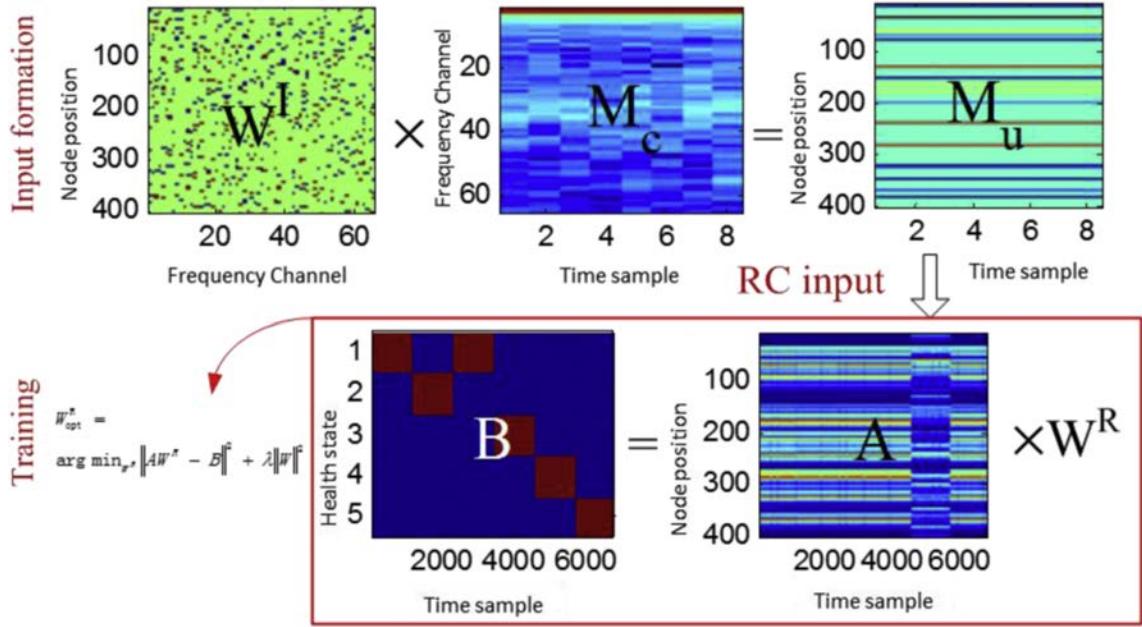 Input formation
Node position
100
200
300
400
W^I
20 40 60
Frequency Channel
×
Frequency Channel
20
40
60
M_c
2 4 6 8
Time sample
=
Node position
100
200
300
400
M_u
2 4 6 8
Time sample
RC input
Training
W^R_opt =
arg min_W^R ‖AW^R − B‖² + λ‖W‖²
Health state
1
2
3
4
5
B
2000 4000 6000
Time sample
=
Node position
100
200
300
400
A
2000 4000 6000
Time sample
×W^R